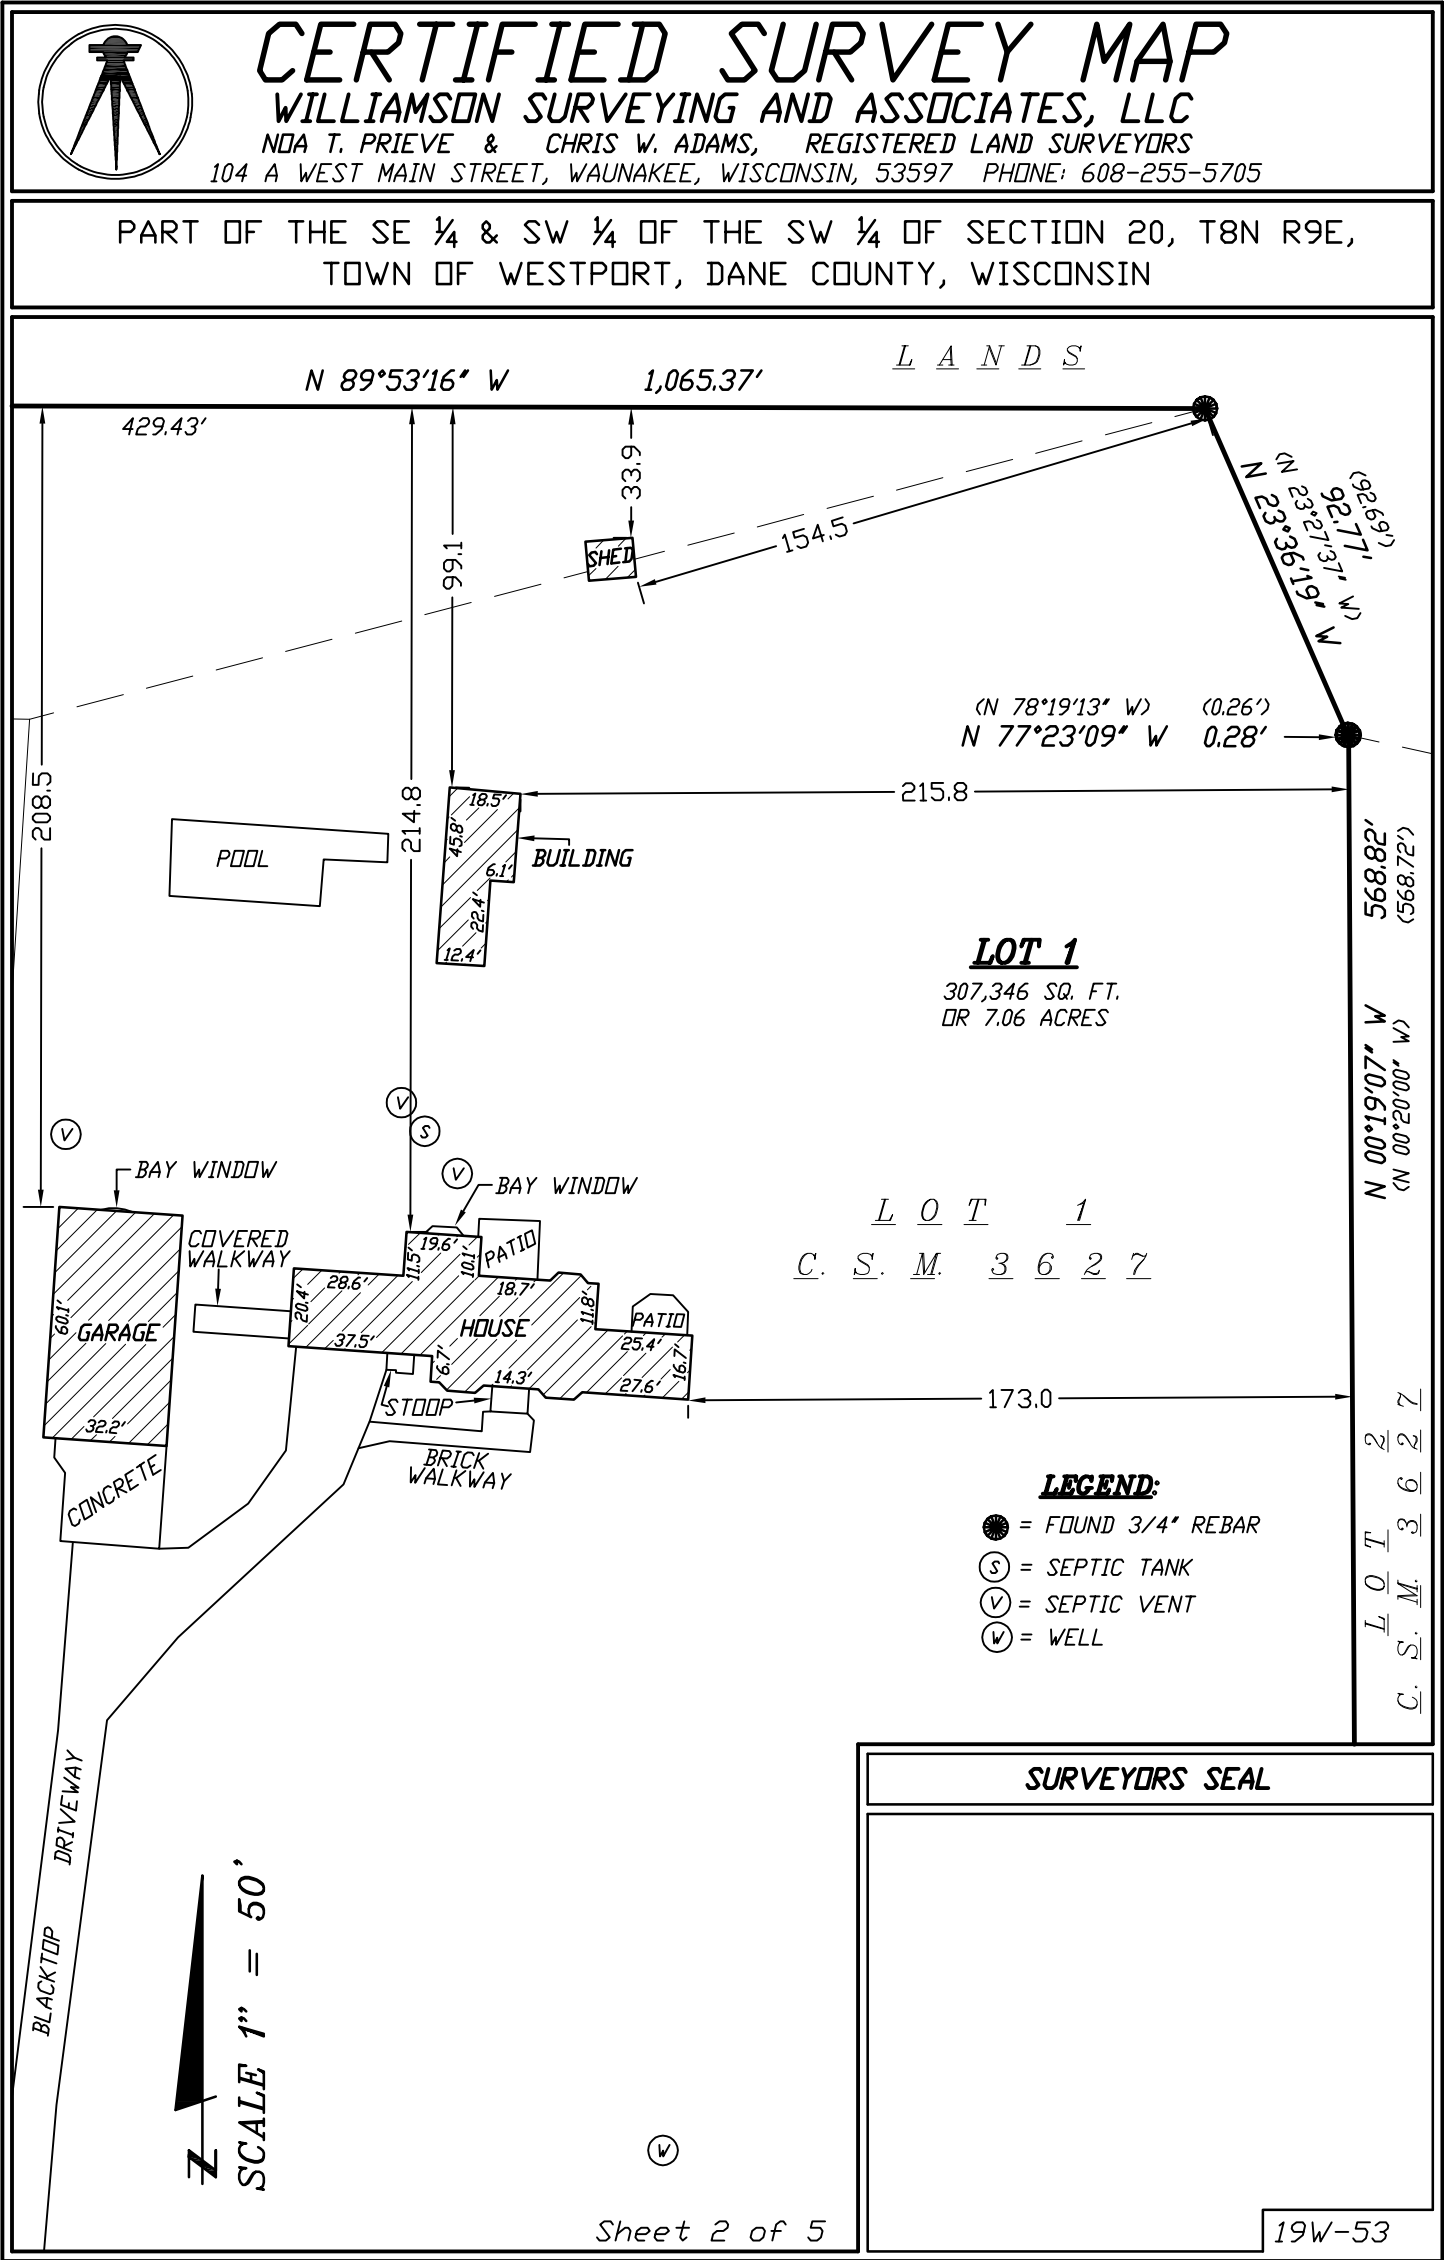 CERTIFIED SURVEY MAP
WILLIAMSON SURVEYING AND ASSOCIATES, LLC
NOA T. PRIEVE & CHRIS W. ADAMS, REGISTERED LAND SURVEYORS
104 A WEST MAIN STREET, WAUNAKEE, WISCONSIN, 53597 PHONE: 608-255-5705
PART OF THE SE ¼ & SW ¼ OF THE SW ¼ OF SECTION 20, T8N R9E,
TOWN OF WESTPORT, DANE COUNTY, WISCONSIN
LANDS
N 89°53'16" W 1,065.37'
429.43'
33.9
99.1
154.5
SHED
(92.69')
92.77'
(N 23°27'37" W)
N 23°36'19" W
(N 78°19'13" W) (0.26')
N 77°23'09" W 0.28'
208.5
214.8
215.8
18.5'
45.8'
6.1'
22.4'
12.4'
BUILDING
POOL
568.82'
(568.72')
LOT 1
307,346 SQ. FT.
OR 7.06 ACRES
N 00°19'07" W
(N 00°20'00" W)
V
V
S
V
BAY WINDOW
BAY WINDOW
COVERED
WALKWAY
19.6'
11.5'
10.1'
PATIO
LOT 1
C.S.M. 3627
28.6'
18.7'
20.4'
11.8'
60.1'
GARAGE
HOUSE
PATIO
37.5'
25.4'
6.7'
16.7'
14.3'
27.6'
32.2'
STOOP
173.0
BRICK
WALKWAY
CONCRETE
LOT 2
C.S.M. 3627
LEGEND:
= FOUND 3/4" REBAR
S = SEPTIC TANK
V = SEPTIC VENT
W = WELL
BLACKTOP DRIVEWAY
SURVEYORS SEAL
SCALE 1" = 50'
N
W
Sheet 2 of 5
19W-53